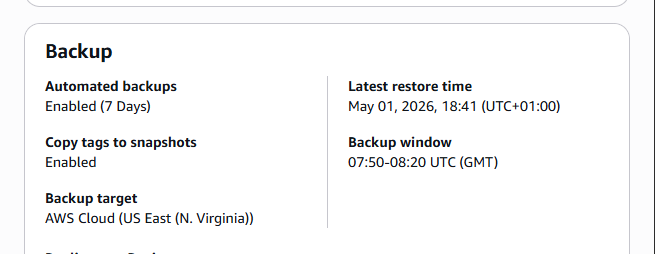 Backup
Automated backups
Enabled (7 Days)
Copy tags to snapshots
Enabled
Backup target
AWS Cloud (US East (N. Virginia))
Latest restore time
May 01, 2026, 18:41 (UTC+01:00)
Backup window
07:50-08:20 UTC (GMT)